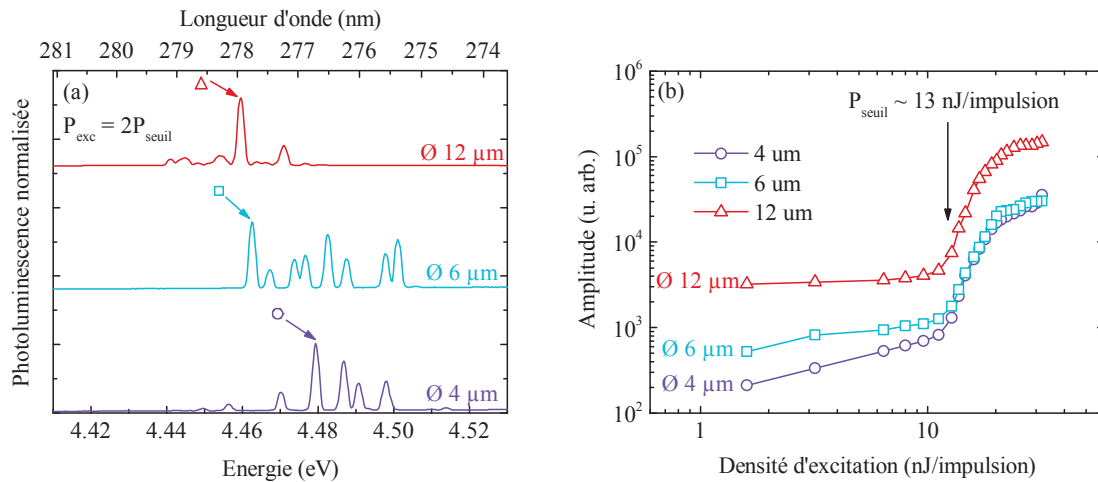 Longueur d'onde (nm)
281 280 279 278 277 276 275 274
(a)
P_exc = 2P_seuil
Ø 12 µm
Ø 6 µm
Ø 4 µm
Photoluminescence normalisée
4.42 4.44 4.46 4.48 4.50 4.52
Energie (eV)
(b)
P_seuil ~ 13 nJ/impulsion
4 um
6 um
12 um
Ø 12 µm
Ø 6 µm
Ø 4 µm
Amplitude (u. arb.)
10^6
10^5
10^4
10^3
10^2
1 10
Densité d'excitation (nJ/impulsion)